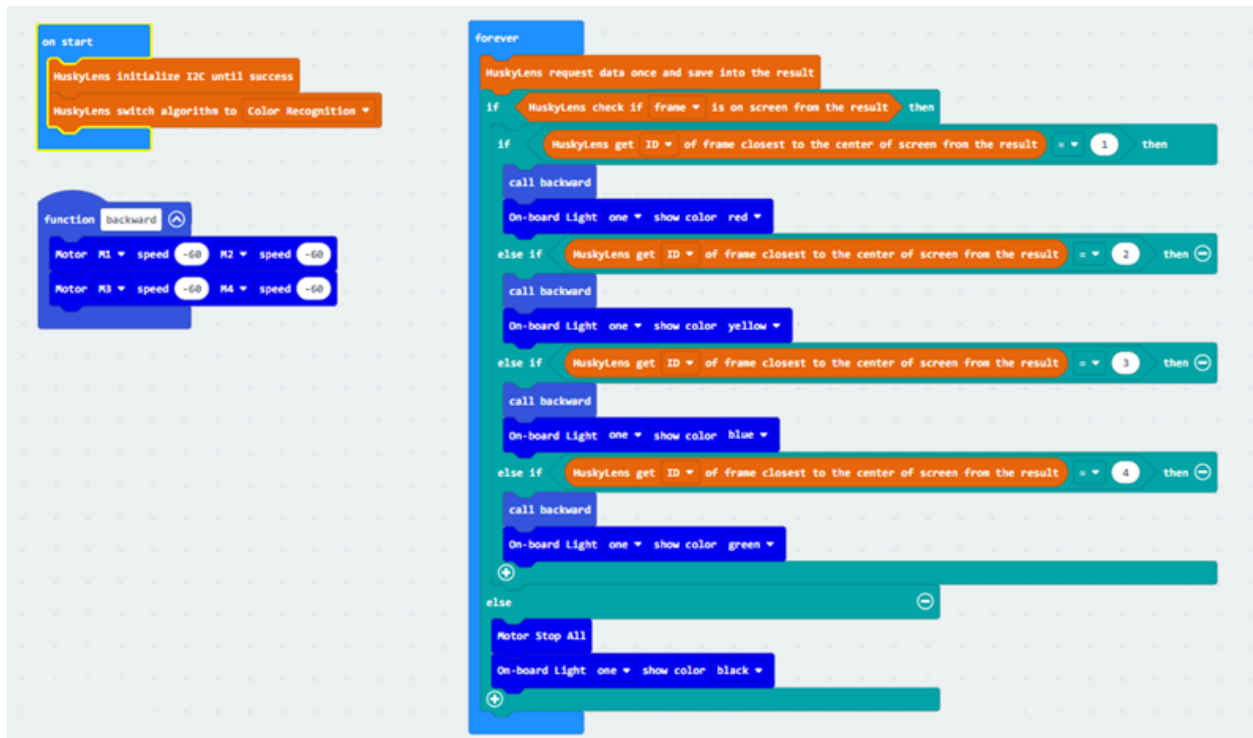 on start
HuskyLens initialize I2C until success
HuskyLens switch algorithm to Color Recognition
function backward
Motor M1 speed -60 M2 speed -60
Motor M3 speed -60 M4 speed -60
forever
HuskyLens request data once and save into the result
if HuskyLens check if frame is on screen from the result then
if HuskyLens get ID of frame closest to the center of screen from the result = 1 then
call backward
On-board Light one show color red
else if HuskyLens get ID of frame closest to the center of screen from the result = 2 then
call backward
On-board Light one show color yellow
else if HuskyLens get ID of frame closest to the center of screen from the result = 3 then
call backward
On-board Light one show color blue
else if HuskyLens get ID of frame closest to the center of screen from the result = 4 then
call backward
On-board Light one show color green
else
Motor Stop All
On-board Light one show color black